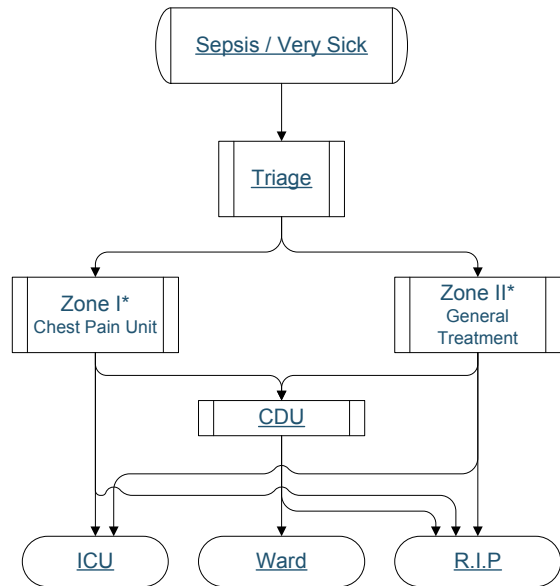 Sepsis / Very Sick
Triage
Zone I*
Chest Pain Unit
Zone II*
General
Treatment
CDU
ICU
Ward
R.I.P